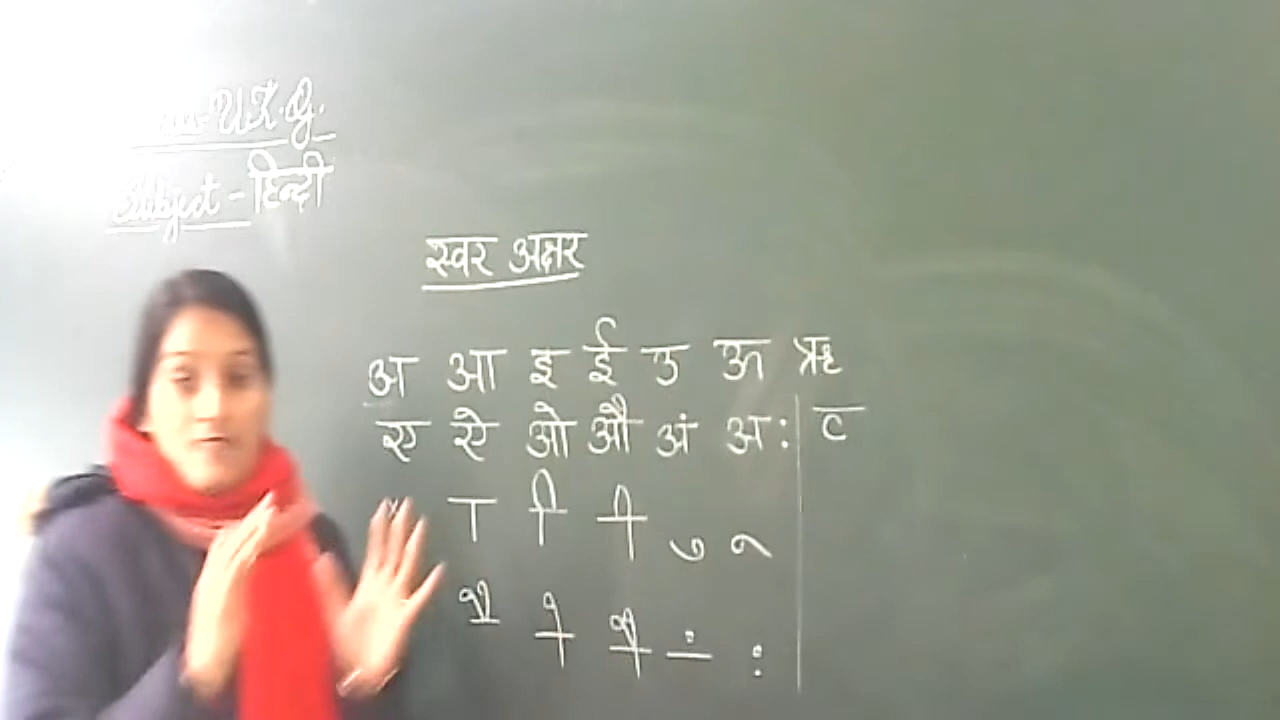 U.K.G.
Subject - हिन्दी
स्वर अक्षर
अ आ इ ई उ ऊ ऋ
ए ऐ ओ औ अं अ:
ा ि ी ु ू
ै ो ौ ं :